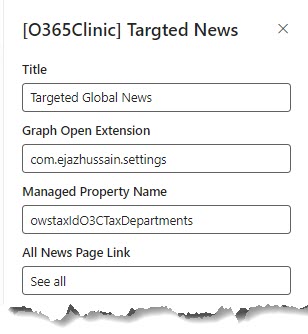 [O365Clinic] Targted News
Title
Targeted Global News
Graph Open Extension
com.ejazhussain.settings
Managed Property Name
owstaxIdO3CTaxDepartments
All News Page Link
See all